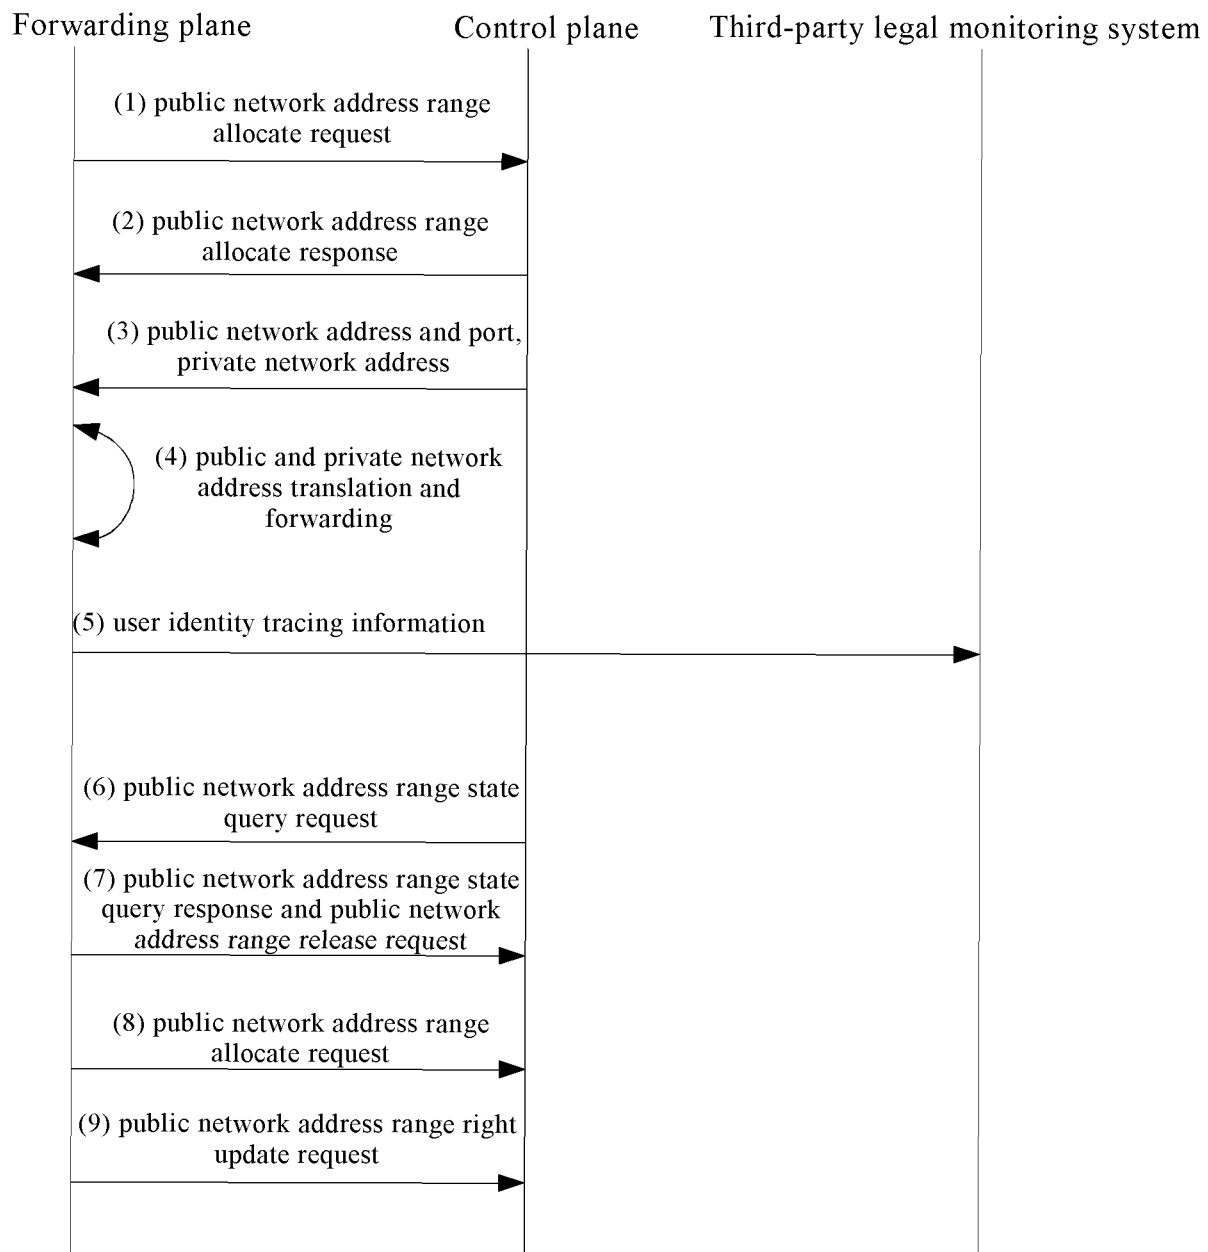 Forwarding plane
Control plane
Third-party legal monitoring system
(1) public network address range
allocate request
(2) public network address range
allocate response
(3) public network address and port,
private network address
(4) public and private network
address translation and
forwarding
(5) user identity tracing information
(6) public network address range state
query request
(7) public network address range state
query response and public network
address range release request
(8) public network address range
allocate request
(9) public network address range right
update request